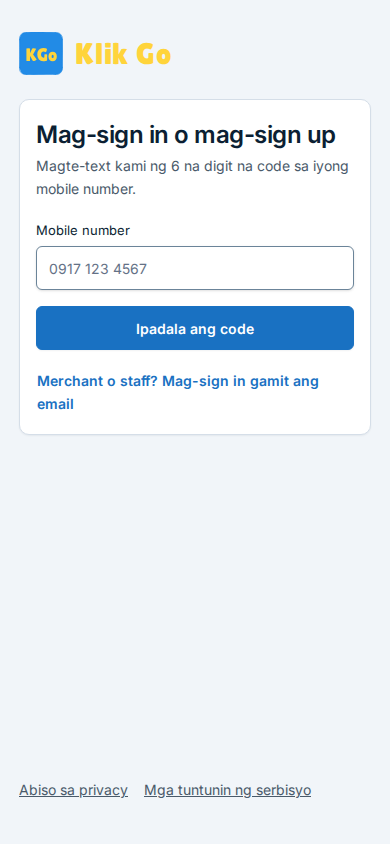 KGo Klik Go
Mag-sign in o mag-sign up
Magte-text kami ng 6 na digit na code sa iyong
mobile number.
Mobile number
0917 123 4567
Ipadala ang code
Merchant o staff? Mag-sign in gamit ang
email
Abiso sa privacy Mga tuntunin ng serbisyo